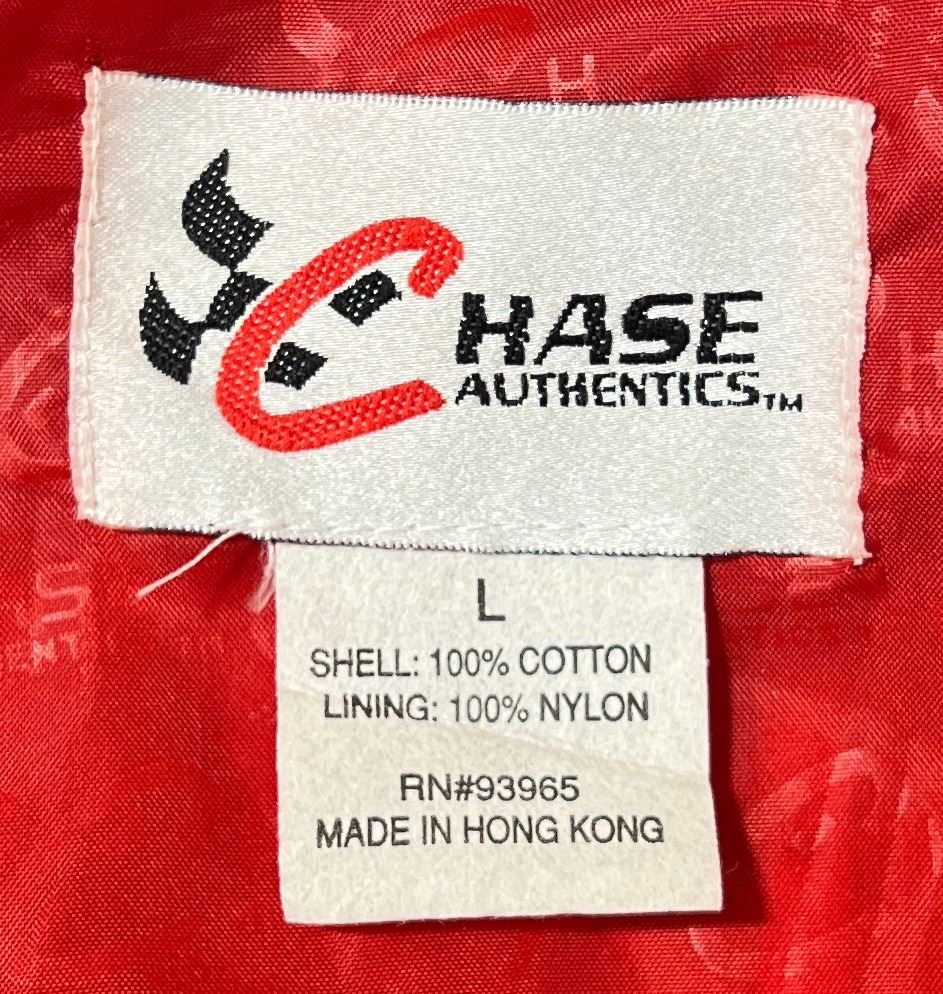 CHASE
AUTHENTICS™
L
SHELL: 100% COTTON
LINING: 100% NYLON
RN#93965
MADE IN HONG KONG